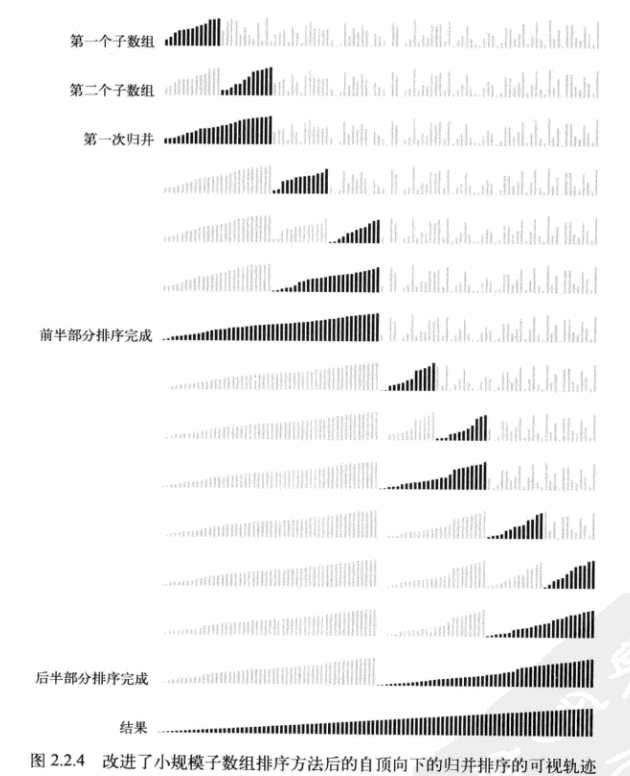 第一个子数组
第二个子数组
第一次归并
前半部分排序完成
后半部分排序完成
结果
图 2.2.4 改进了小规模子数组排序方法后的自顶向下的归并排序的可视轨迹